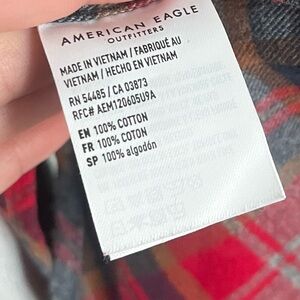 AMERICAN EAGLE
OUTFITTERS
MADE IN VIETNAM / FABRIQUÉ AU
VIETNAM / HECHO EN VIETNAM
RN 54485 / CA 03873
RFC# AEM120605U9A
EN 100% COTTON
FR 100% COTON
SP 100% algodón